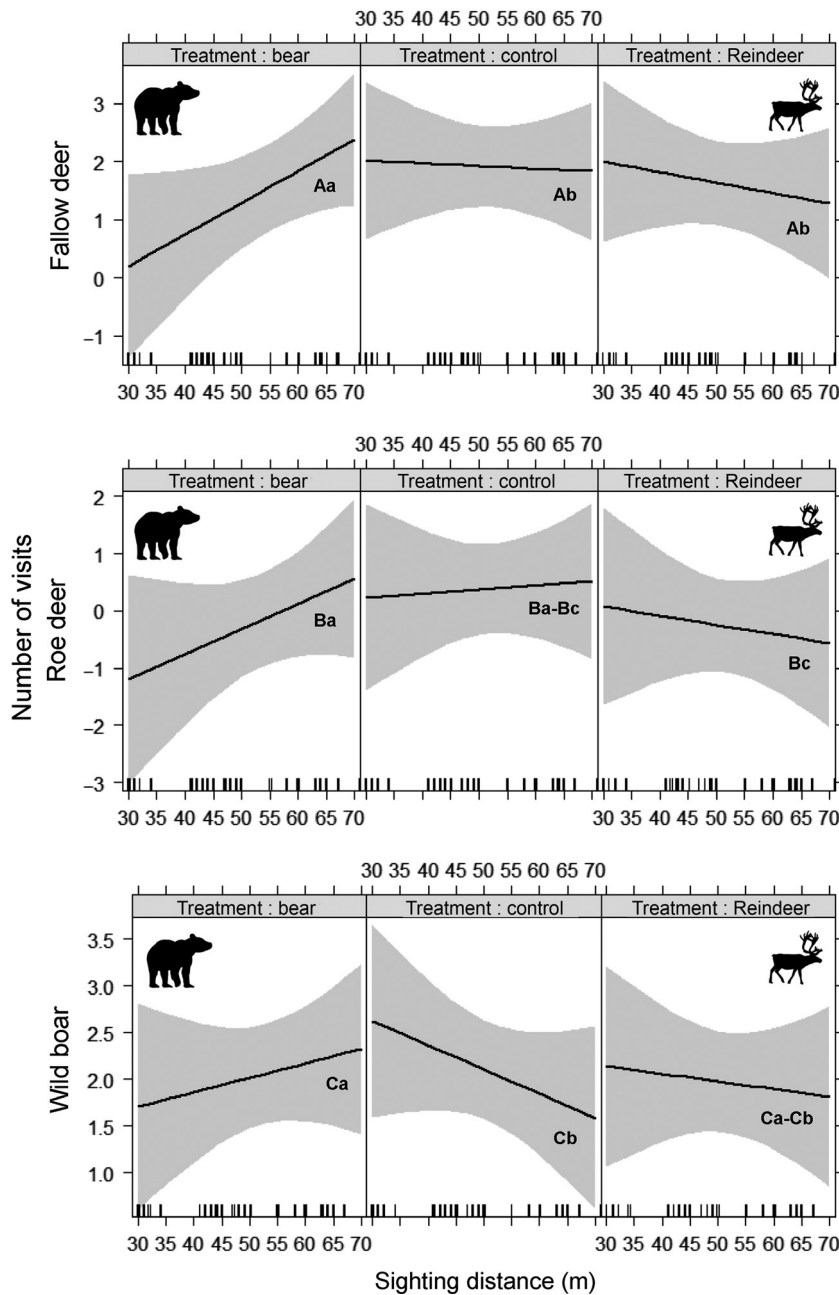 30 35 40 45 50 55 60 65 70
Treatment : bear
Treatment : control
Treatment : Reindeer
Fallow deer
3
2
1
0
−1
Aa
Ab
Ab
30 35 40 45 50 55 60 65 70
30 35 40 45 50 55 60 65 70
30 35 40 45 50 55 60 65 70
Treatment : bear
Treatment : control
Treatment : Reindeer
Number of visits
Roe deer
2
1
0
−1
−2
−3
Ba
Ba-Bc
Bc
30 35 40 45 50 55 60 65 70
30 35 40 45 50 55 60 65 70
30 35 40 45 50 55 60 65 70
Treatment : bear
Treatment : control
Treatment : Reindeer
Wild boar
3.5
3.0
2.5
2.0
1.5
1.0
Ca
Cb
Ca-Cb
30 35 40 45 50 55 60 65 70
30 35 40 45 50 55 60 65 70
Sighting distance (m)